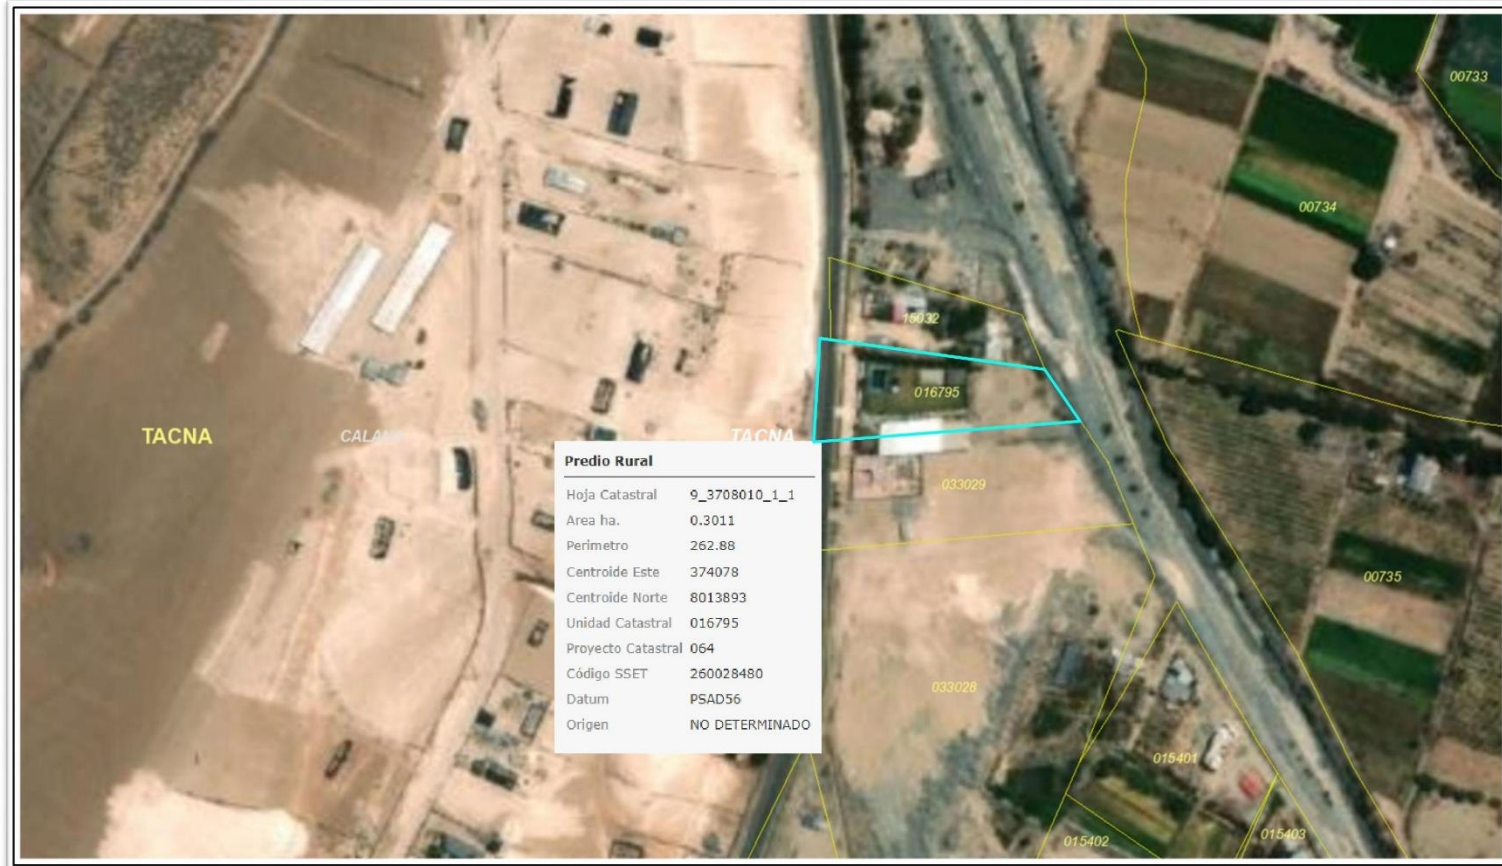 00733
00734
15032
016795
TACNA
CALAN
TACNA
Predio Rural
Hoja Catastral 9_3708010_1_1
Area ha. 0.3011
Perimetro 262.88
Centroide Este 374078
Centroide Norte 8013893
Unidad Catastral 016795
Proyecto Catastral 064
Código SSET 260028480
Datum PSAD56
Origen NO DETERMINADO
033029
00735
033028
015401
015402
015403